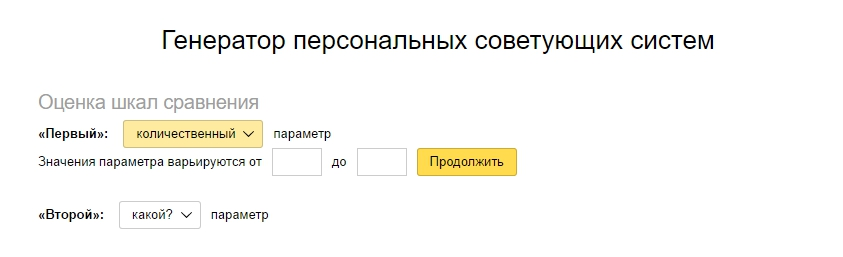 Генератор персональных советующих систем
Оценка шкал сравнения
«Первый»: количественный параметр
Значения параметра варьируются от до Продолжить
«Второй»: какой? параметр